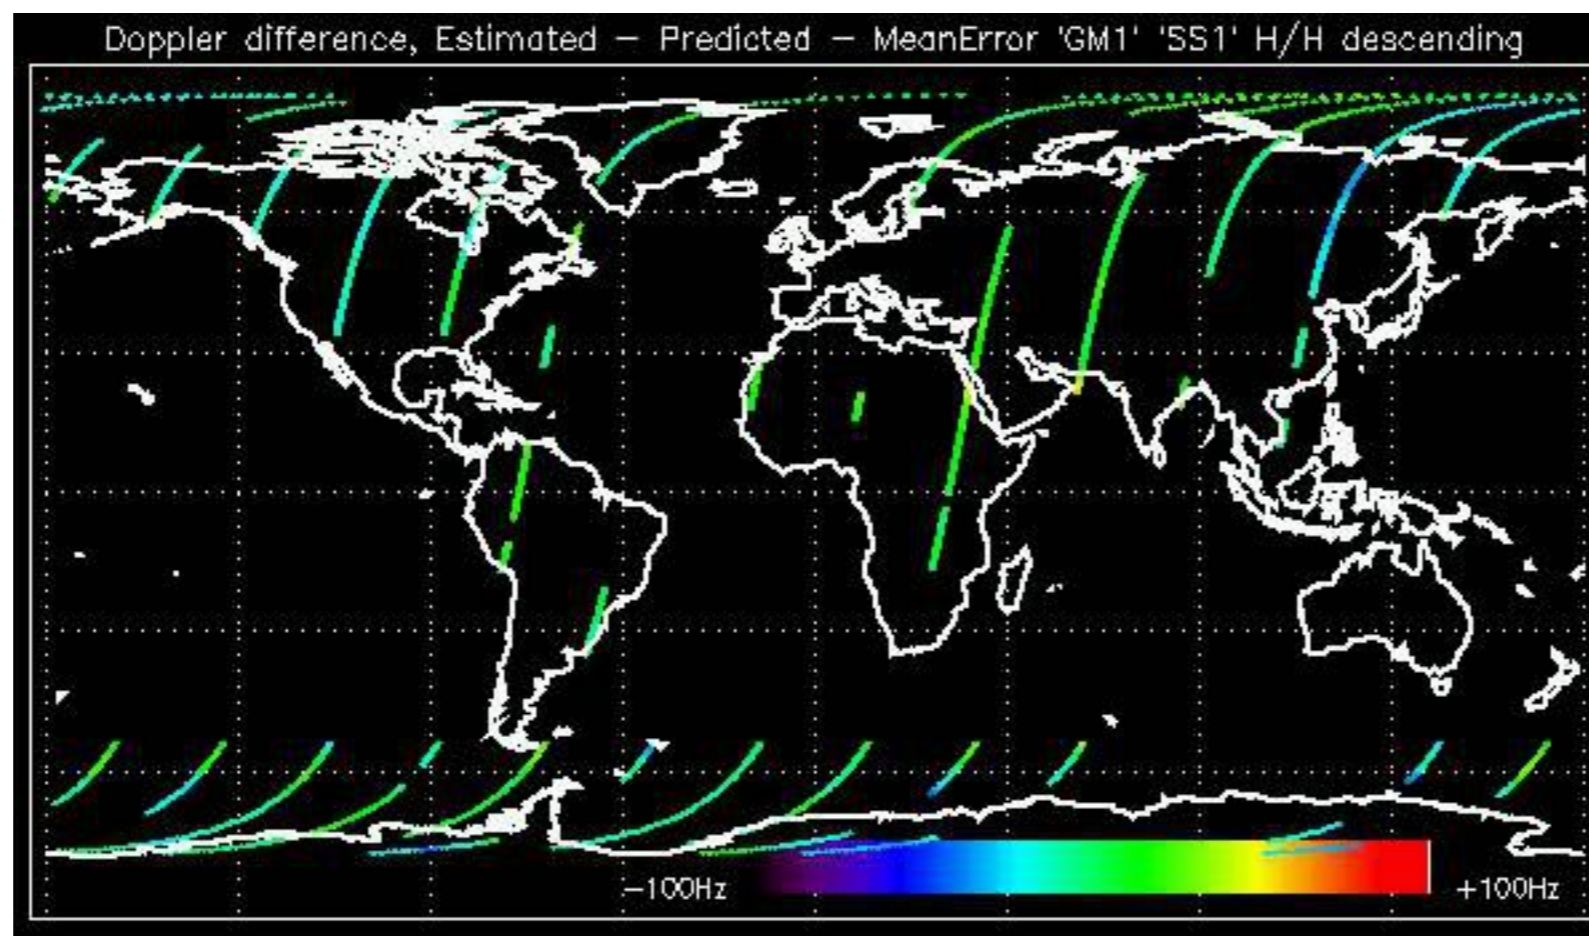 Doppler difference, Estimated − Predicted − MeanError 'GM1' 'SS1' H/H descending
−100Hz
+100Hz